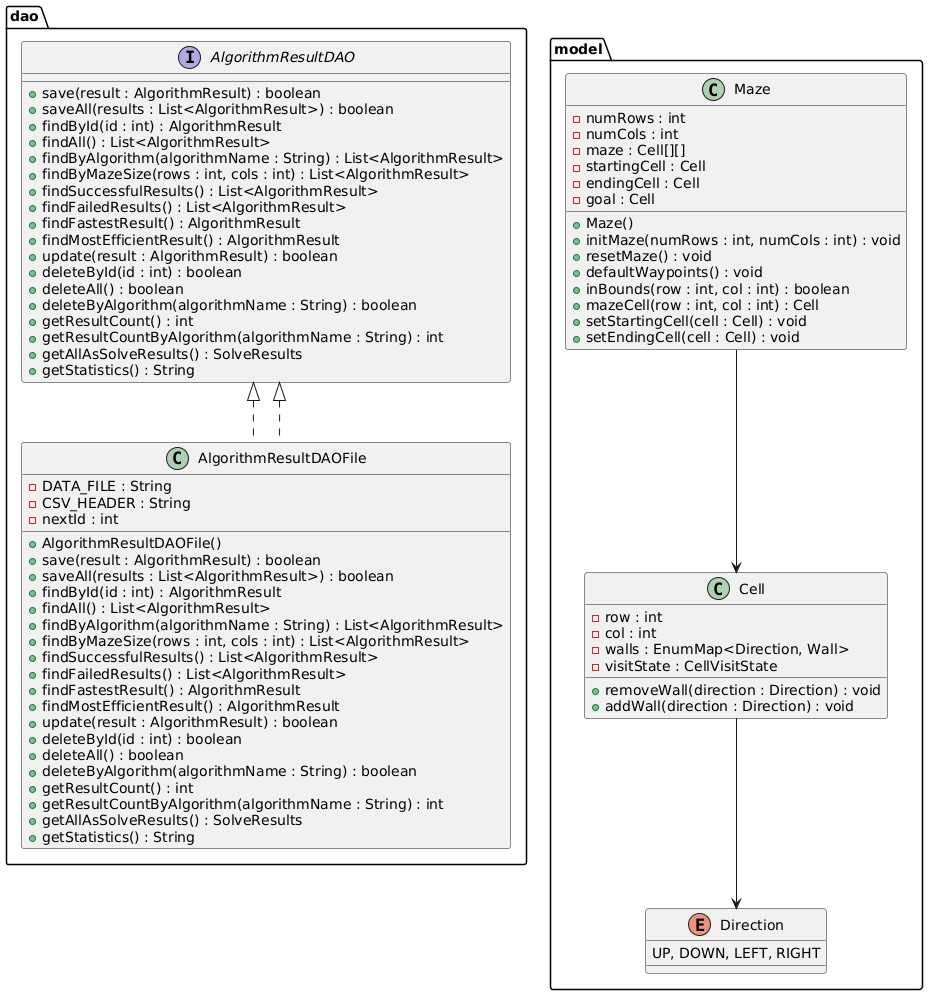 dao
I AlgorithmResultDAO
save(result : AlgorithmResult) : boolean
saveAll(results : List<AlgorithmResult>) : boolean
findById(id : int) : AlgorithmResult
findAll() : List<AlgorithmResult>
findByAlgorithm(algorithmName : String) : List<AlgorithmResult>
findByMazeSize(rows : int, cols : int) : List<AlgorithmResult>
findSuccessfulResults() : List<AlgorithmResult>
findFailedResults() : List<AlgorithmResult>
findFastestResult() : AlgorithmResult
findMostEfficientResult() : AlgorithmResult
update(result : AlgorithmResult) : boolean
deleteById(id : int) : boolean
deleteAll() : boolean
deleteByAlgorithm(algorithmName : String) : boolean
getResultCount() : int
getResultCountByAlgorithm(algorithmName : String) : int
getAllAsSolveResults() : SolveResults
getStatistics() : String
C AlgorithmResultDAOFile
DATA_FILE : String
CSV_HEADER : String
nextId : int
AlgorithmResultDAOFile()
save(result : AlgorithmResult) : boolean
saveAll(results : List<AlgorithmResult>) : boolean
findById(id : int) : AlgorithmResult
findAll() : List<AlgorithmResult>
findByAlgorithm(algorithmName : String) : List<AlgorithmResult>
findByMazeSize(rows : int, cols : int) : List<AlgorithmResult>
findSuccessfulResults() : List<AlgorithmResult>
findFailedResults() : List<AlgorithmResult>
findFastestResult() : AlgorithmResult
findMostEfficientResult() : AlgorithmResult
update(result : AlgorithmResult) : boolean
deleteById(id : int) : boolean
deleteAll() : boolean
deleteByAlgorithm(algorithmName : String) : boolean
getResultCount() : int
getResultCountByAlgorithm(algorithmName : String) : int
getAllAsSolveResults() : SolveResults
getStatistics() : String
model
C Maze
numRows : int
numCols : int
maze : Cell[][]
startingCell : Cell
endingCell : Cell
goal : Cell
Maze()
initMaze(numRows : int, numCols : int) : void
resetMaze() : void
defaultWaypoints() : void
inBounds(row : int, col : int) : boolean
mazeCell(row : int, col : int) : Cell
setStartingCell(cell : Cell) : void
setEndingCell(cell : Cell) : void
C Cell
row : int
col : int
walls : EnumMap<Direction, Wall>
visitState : CellVisitState
removeWall(direction : Direction) : void
addWall(direction : Direction) : void
E Direction
UP, DOWN, LEFT, RIGHT